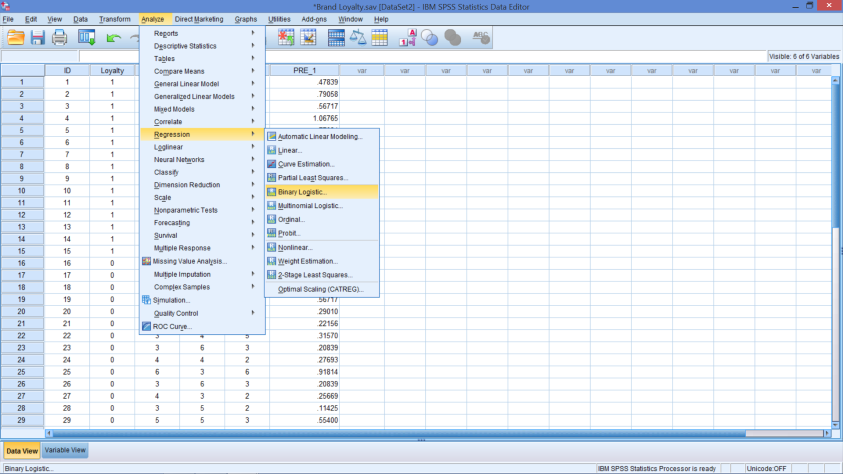 *Brand Loyalty.sav [DataSet2] - IBM SPSS Statistics Data Editor
File Edit View Data Transform Analyze Direct Marketing Graphs Utilities Add-ons Window Help
Visible: 6 of 6 Variables
ID Loyalty PRE_1 var var var var var var var var var var var var
Reports
Descriptive Statistics
Tables
Compare Means
General Linear Model
Generalized Linear Models
Mixed Models
Correlate
Regression
Loglinear
Neural Networks
Classify
Dimension Reduction
Scale
Nonparametric Tests
Forecasting
Survival
Multiple Response
Missing Value Analysis...
Multiple Imputation
Complex Samples
Simulation...
Quality Control
ROC Curve...
Automatic Linear Modeling...
Linear...
Curve Estimation...
Partial Least Squares...
Binary Logistic...
Multinomial Logistic...
Ordinal...
Probit...
Nonlinear...
Weight Estimation...
2-Stage Least Squares...
Optimal Scaling (CATREG)...
1 1 1 .47839
2 2 1 .79058
3 3 1 .56717
4 4 1 1.06765
5 5 1
6 6 1
7 7 1
8 8 1
9 9 1
10 10 1
11 11 1
12 12 1
13 13 1
14 14 1
15 15 1
16 16 0
17 17 0
18 18 0
19 19 0 .56717
20 20 0 .29010
21 21 0 .22156
22 22 0 3 4 5 .31570
23 23 0 3 6 3 .20839
24 24 0 4 4 2 .27693
25 25 0 6 3 6 .91814
26 26 0 3 6 3 .20839
27 27 0 4 3 2 .25669
28 28 0 3 5 2 .11425
29 29 0 5 5 3 .55400
Data View Variable View
Binary Logistic... IBM SPSS Statistics Processor is ready Unicode:OFF